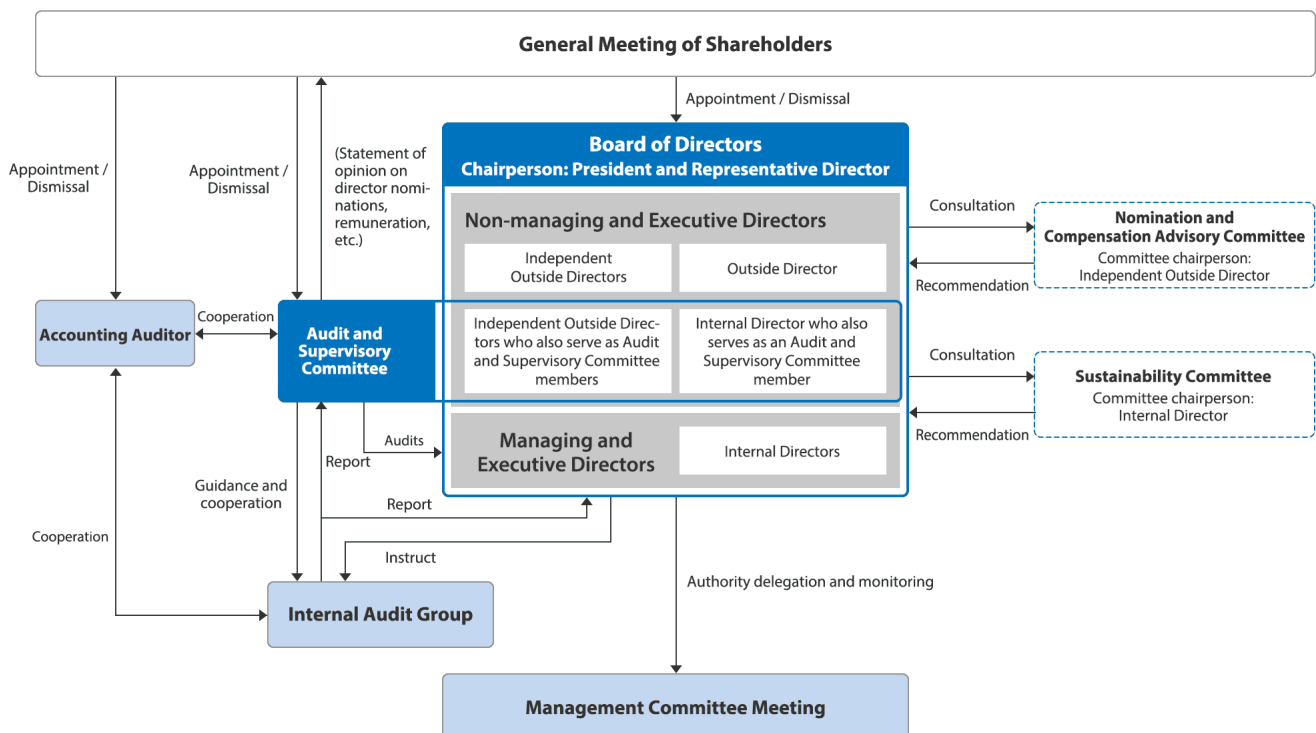 General Meeting of Shareholders
Appointment / Dismissal
Appointment /
Dismissal
Appointment /
Dismissal
(Statement of
opinion on
director nomi-
nations,
remuneration,
etc.)
Board of Directors
Chairperson: President and Representative Director
Non-managing and Executive Directors
Independent
Outside Directors
Outside Director
Consultation
Nomination and
Compensation Advisory Committee
Committee chairperson:
Independent Outside Director
Recommendation
Accounting Auditor
Cooperation
Audit and
Supervisory
Committee
Independent Outside Direc-
tors who also serve as Audit
and Supervisory Committee
members
Internal Director who also
serves as an Audit and
Supervisory Committee
member
Consultation
Sustainability Committee
Committee chairperson:
Internal Director
Recommendation
Audits
Managing and
Executive Directors
Internal Directors
Report
Guidance and
cooperation
Report
Cooperation
Instruct
Authority delegation and monitoring
Internal Audit Group
Management Committee Meeting